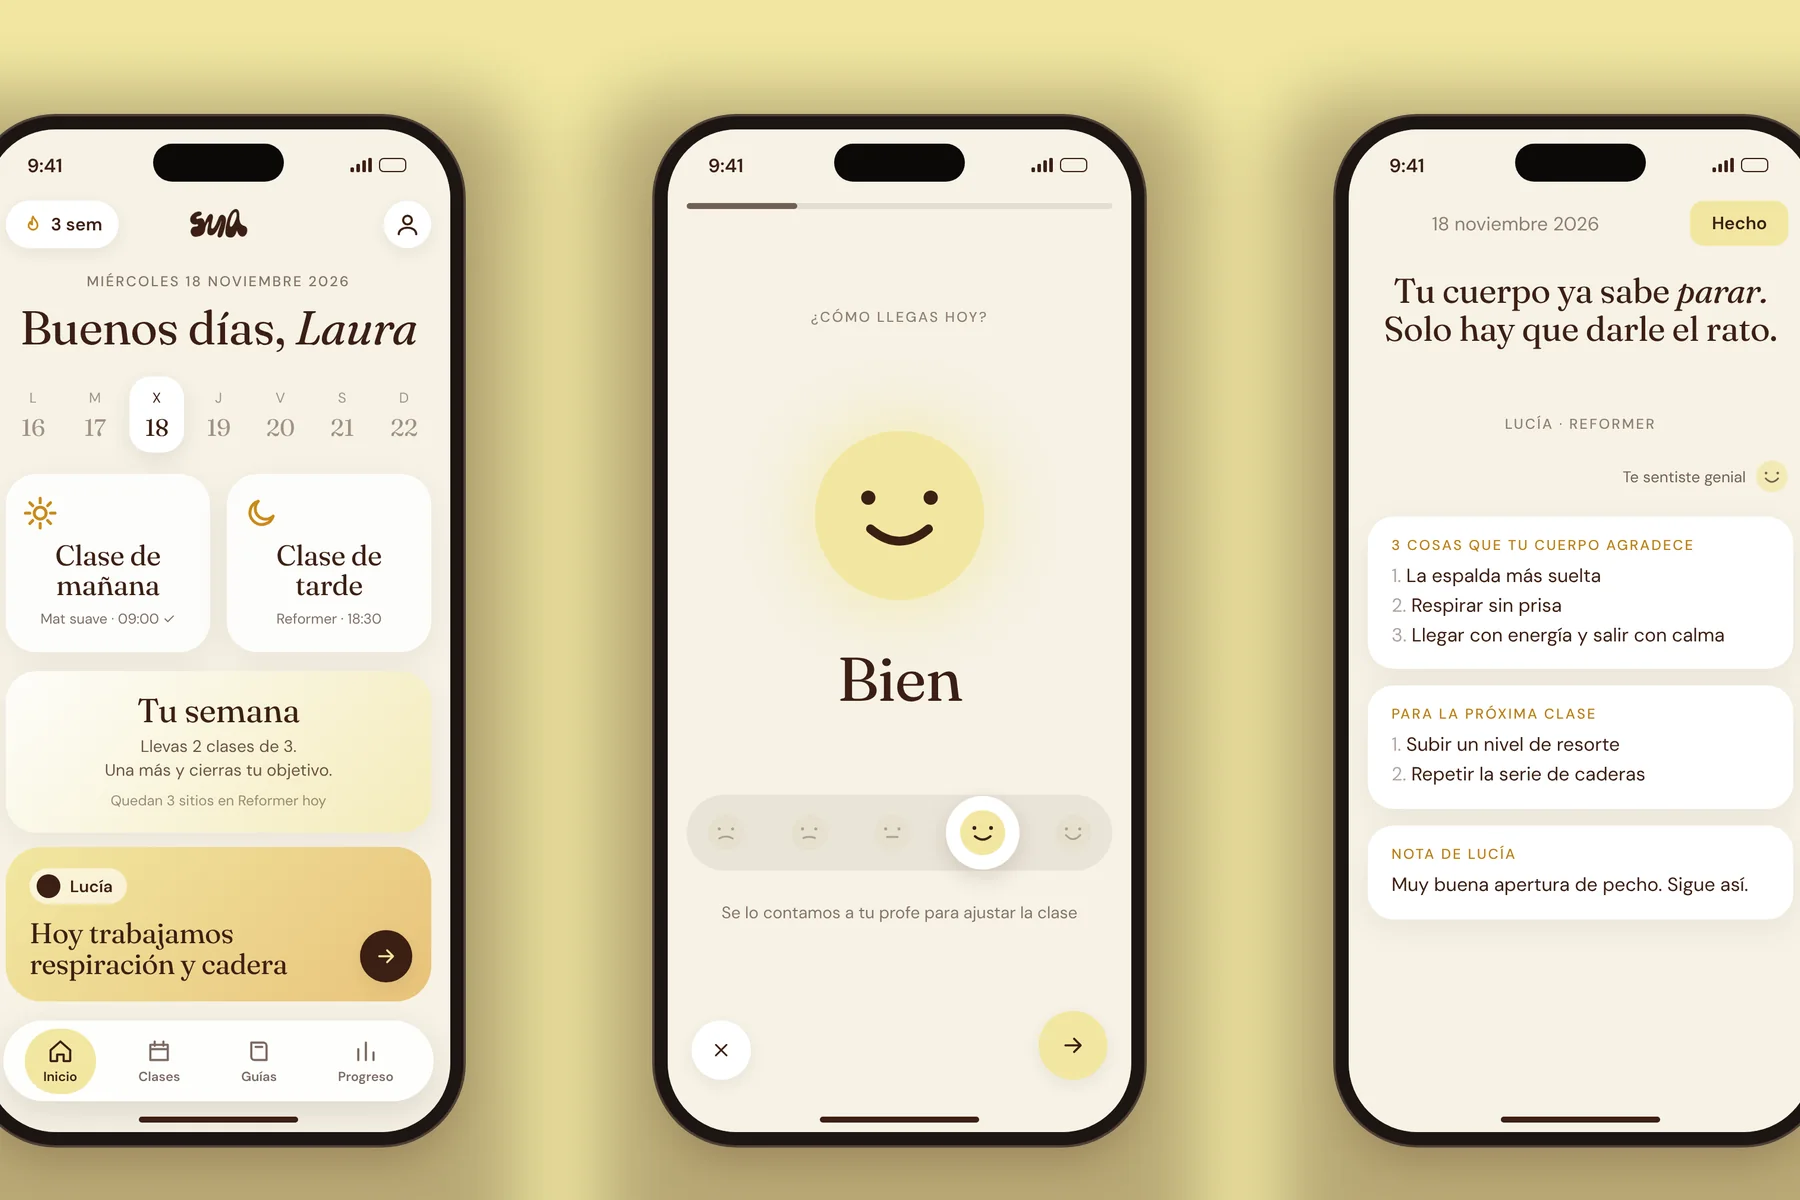 9:41
3 sem
sua
MIÉRCOLES 18 NOVIEMBRE 2026
Buenos días, Laura
L M X J V S D
16 17 18 19 20 21 22
Clase de
mañana
Mat suave · 09:00 ✓
Clase de
tarde
Reformer · 18:30
Tu semana
Llevas 2 clases de 3.
Una más y cierras tu objetivo.
Quedan 3 sitios en Reformer hoy
Lucía
Hoy trabajamos
respiración y cadera
Inicio
Clases
Guías
Progreso
9:41
¿CÓMO LLEGAS HOY?
Bien
Se lo contamos a tu profe para ajustar la clase
9:41
18 noviembre 2026
Hecho
Tu cuerpo ya sabe parar.
Solo hay que darle el rato.
LUCÍA · REFORMER
Te sentiste genial
3 COSAS QUE TU CUERPO AGRADECE
1. La espalda más suelta
2. Respirar sin prisa
3. Llegar con energía y salir con calma
PARA LA PRÓXIMA CLASE
1. Subir un nivel de resorte
2. Repetir la serie de caderas
NOTA DE LUCÍA
Muy buena apertura de pecho. Sigue así.